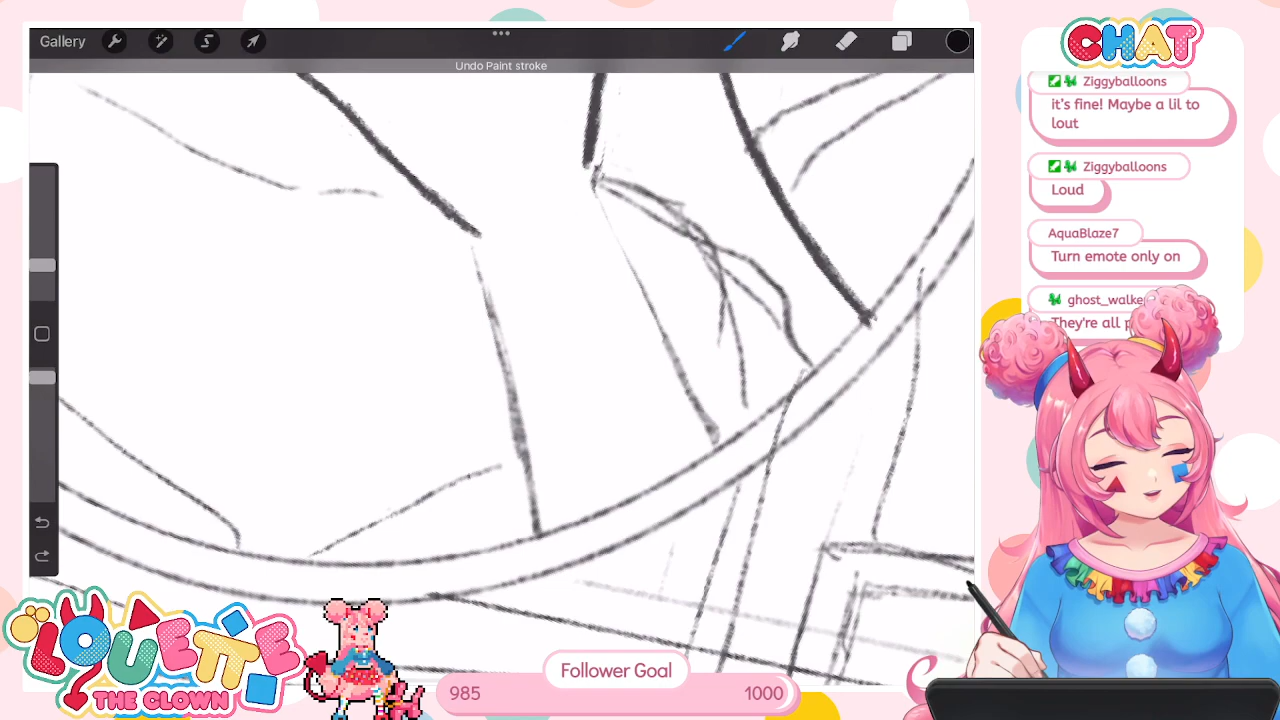 Gallery
Undo Paint stroke
CHAT
Ziggyballoons
it's fine! Maybe a lil to
lout
Ziggyballoons
Loud
AquaBlaze7
Turn emote only on
ghost_walke
They're all
LOUETTE
THE CLOWN
Follower Goal
985
1000